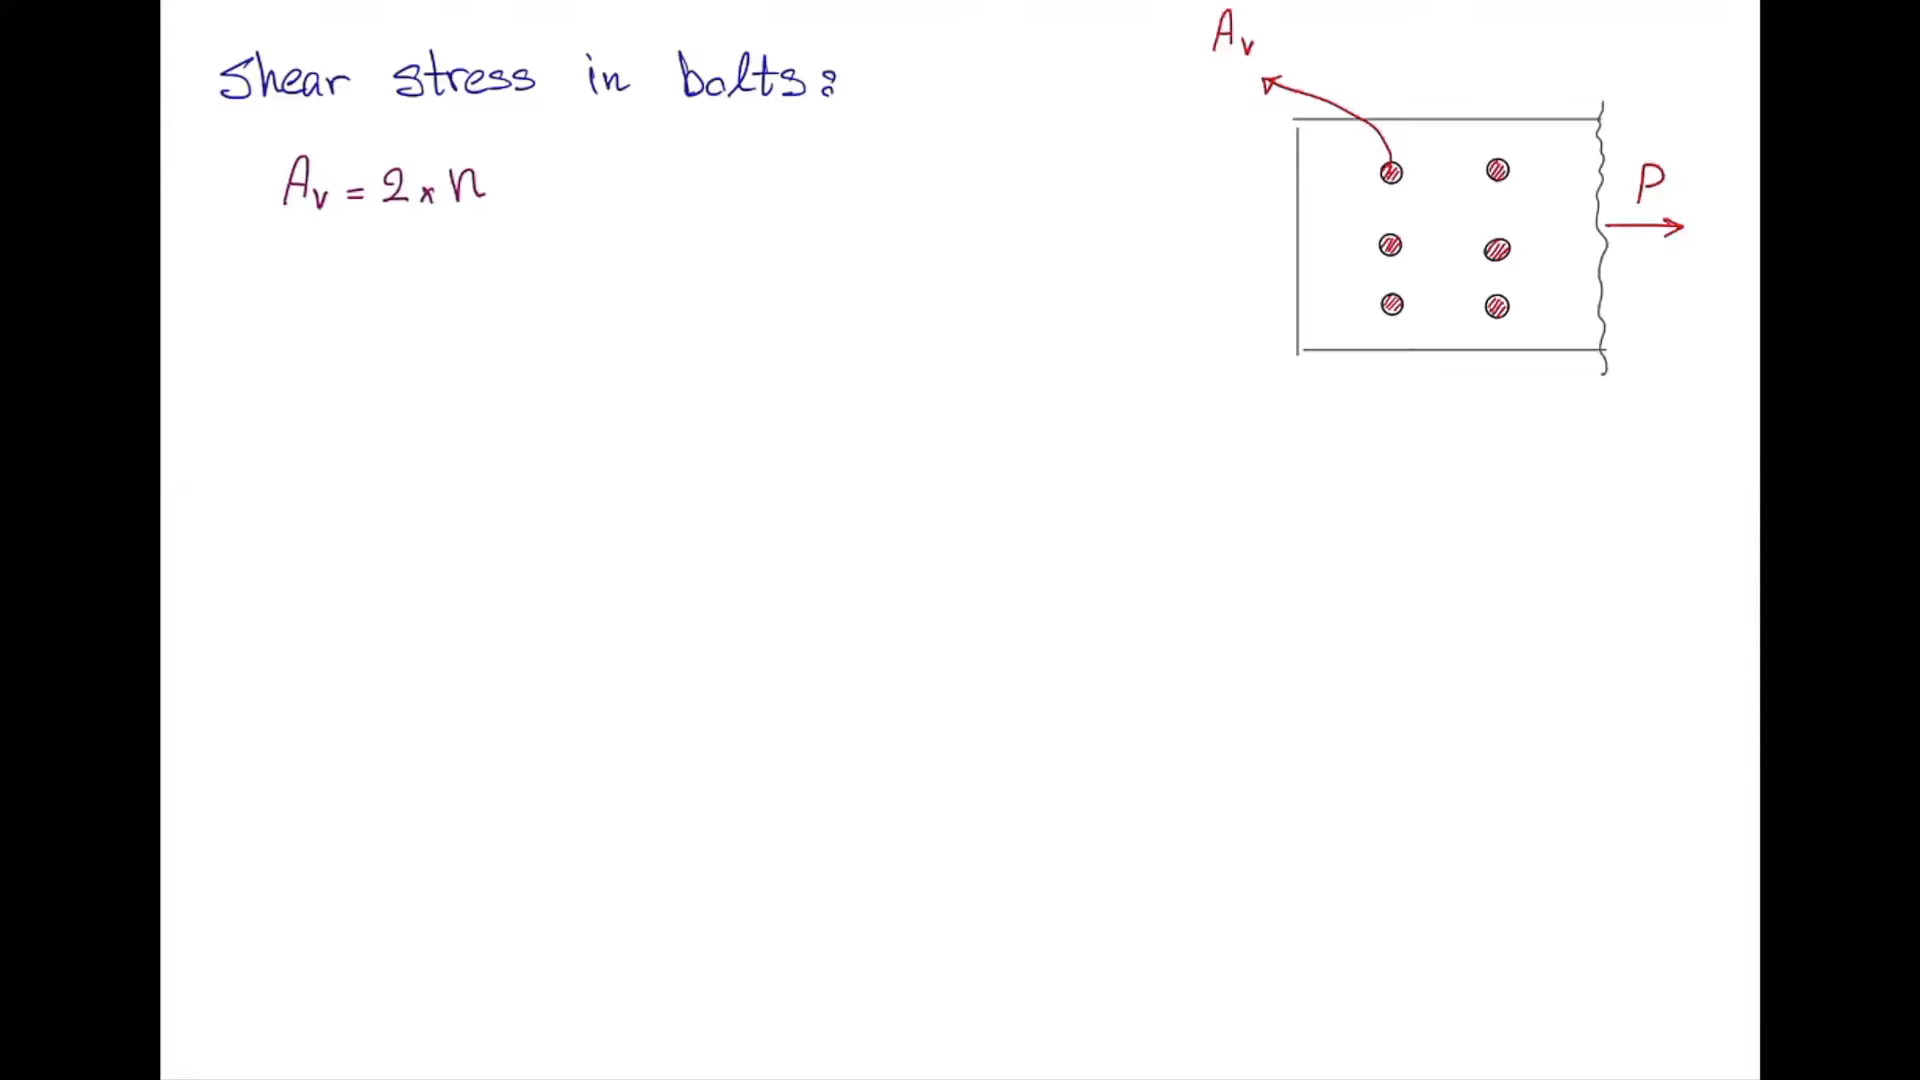 Shear stress in bolts:
Av = 2 × n
Av
P